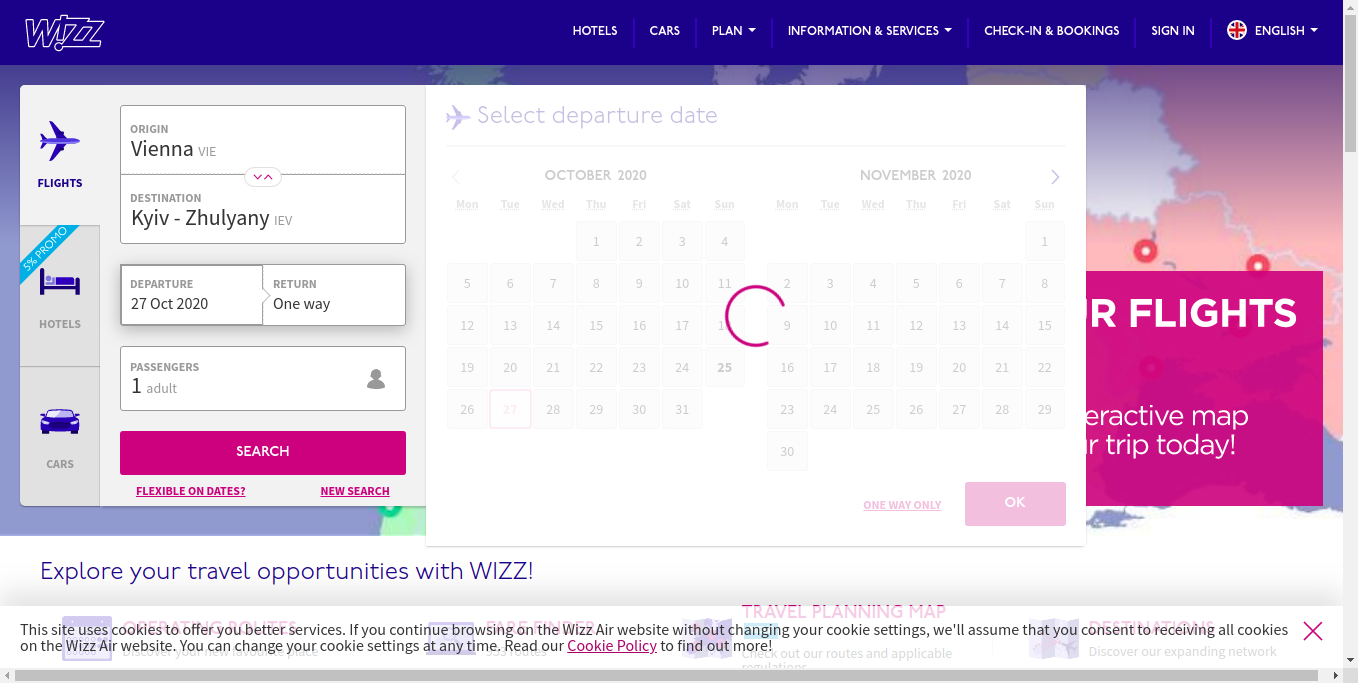 WIZZ
HOTELS
CARS
PLAN
INFORMATION & SERVICES
CHECK-IN & BOOKINGS
SIGN IN
ENGLISH
FLIGHTS
5% PROMO
HOTELS
CARS
ORIGIN
Vienna VIE
DESTINATION
Kyiv - Zhulyany IEV
DEPARTURE
27 Oct 2020
RETURN
One way
PASSENGERS
1 adult
SEARCH
FLEXIBLE ON DATES?
NEW SEARCH
Select departure date
OCTOBER 2020
Mon Tue Wed Thu Fri Sat Sun
1 2 3 4
5 6 7 8 9 10 11
12 13 14 15 16 17
19 20 21 22 23 24 25
26 27 28 29 30 31
NOVEMBER 2020
Mon Tue Wed Thu Fri Sat Sun
1
2 3 4 5 6 7 8
9 10 11 12 13 14 15
16 17 18 19 20 21 22
23 24 25 26 27 28 29
30
ONE WAY ONLY
OK
R FLIGHTS
eractive map
r trip today!
Explore your travel opportunities with WIZZ!
OPERATING ROUTES
Discover your new favourite place
FARE FINDER
routes
TRAVEL PLANNING MAP
Check out our routes and applicable
regulations
DESTINATIONS
Discover our expanding network
This site uses cookies to offer you better services. If you continue browsing on the Wizz Air website without changing your cookie settings, we'll assume that you consent to receiving all cookies
on the Wizz Air website. You can change your cookie settings at any time. Read our Cookie Policy to find out more!